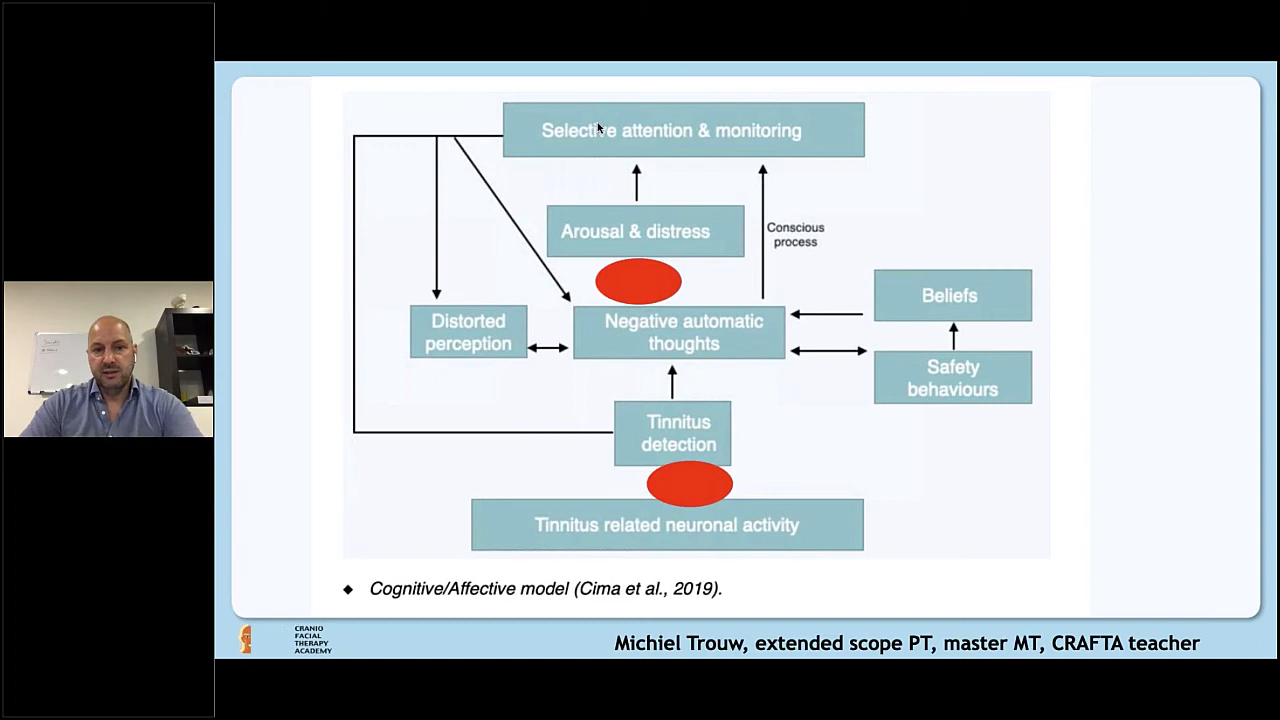 Selective attention & monitoring
Arousal & distress
Conscious
process
Beliefs
Distorted
perception
Negative automatic
thoughts
Safety
behaviours
Tinnitus
detection
Tinnitus related neuronal activity
◆ Cognitive/Affective model (Cima et al., 2019).
CRANIO
FACIAL
THERAPY
ACADEMY
Michiel Trouw, extended scope PT, master MT, CRAFTA teacher